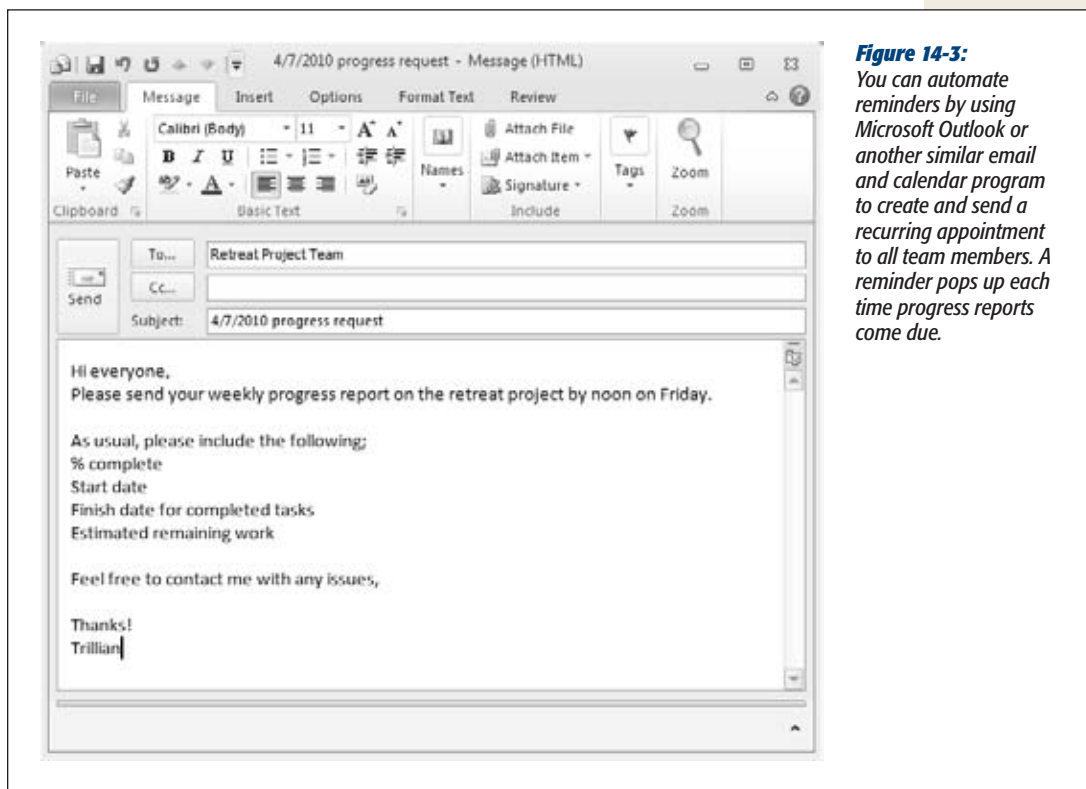 4/7/2010 progress request - Message (HTML)
File Message Insert Options Format Text Review
Paste
Clipboard
Calibri (Body) 11 A A
B I U
A
Basic Text
Names
Attach File
Attach Item
Signature
Include
Tags
Zoom
Zoom
Send
To... Retreat Project Team
Cc...
Subject: 4/7/2010 progress request
Hi everyone,
Please send your weekly progress report on the retreat project by noon on Friday.
As usual, please include the following;
% complete
Start date
Finish date for completed tasks
Estimated remaining work
Feel free to contact me with any issues,
Thanks!
Trillian
Figure 14-3:
You can automate
reminders by using
Microsoft Outlook or
another similar email
and calendar program
to create and send a
recurring appointment
to all team members. A
reminder pops up each
time progress reports
come due.